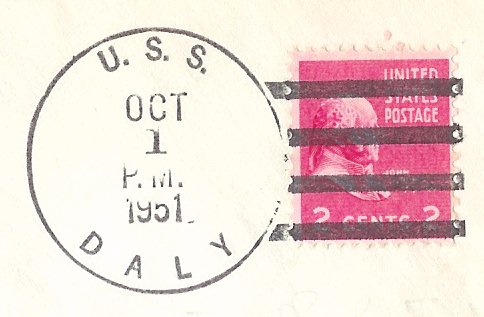 U.S.S.
OCT
1
P.M.
1951
DALY
UNITED
STATES
POSTAGE
2 CENTS 2